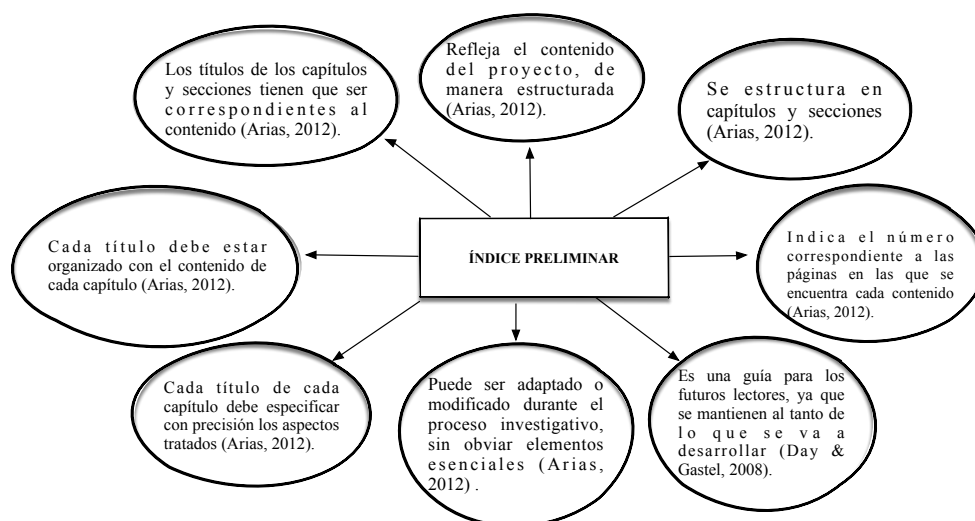 Los títulos de los capítulos
y secciones tienen que ser
correspondientes al
contenido (Arias, 2012).
Refleja el contenido
del proyecto, de
manera estructurada
(Arias, 2012).
Se estructura en
capítulos y secciones
(Arias, 2012).
Cada título debe estar
organizado con el contenido de
cada capítulo (Arias, 2012).
ÍNDICE PRELIMINAR
Indica el número
correspondiente a las
páginas en las que se
encuentra cada contenido
(Arias, 2012).
Cada título de cada
capítulo debe especificar
con precisión los aspectos
tratados (Arias, 2012).
Puede ser adaptado o
modificado durante el
proceso investigativo,
sin obviar elementos
esenciales (Arias,
2012) .
Es una guía para los
futuros lectores, ya que
se mantienen al tanto de
lo que se va a
desarrollar (Day &
Gastel, 2008).